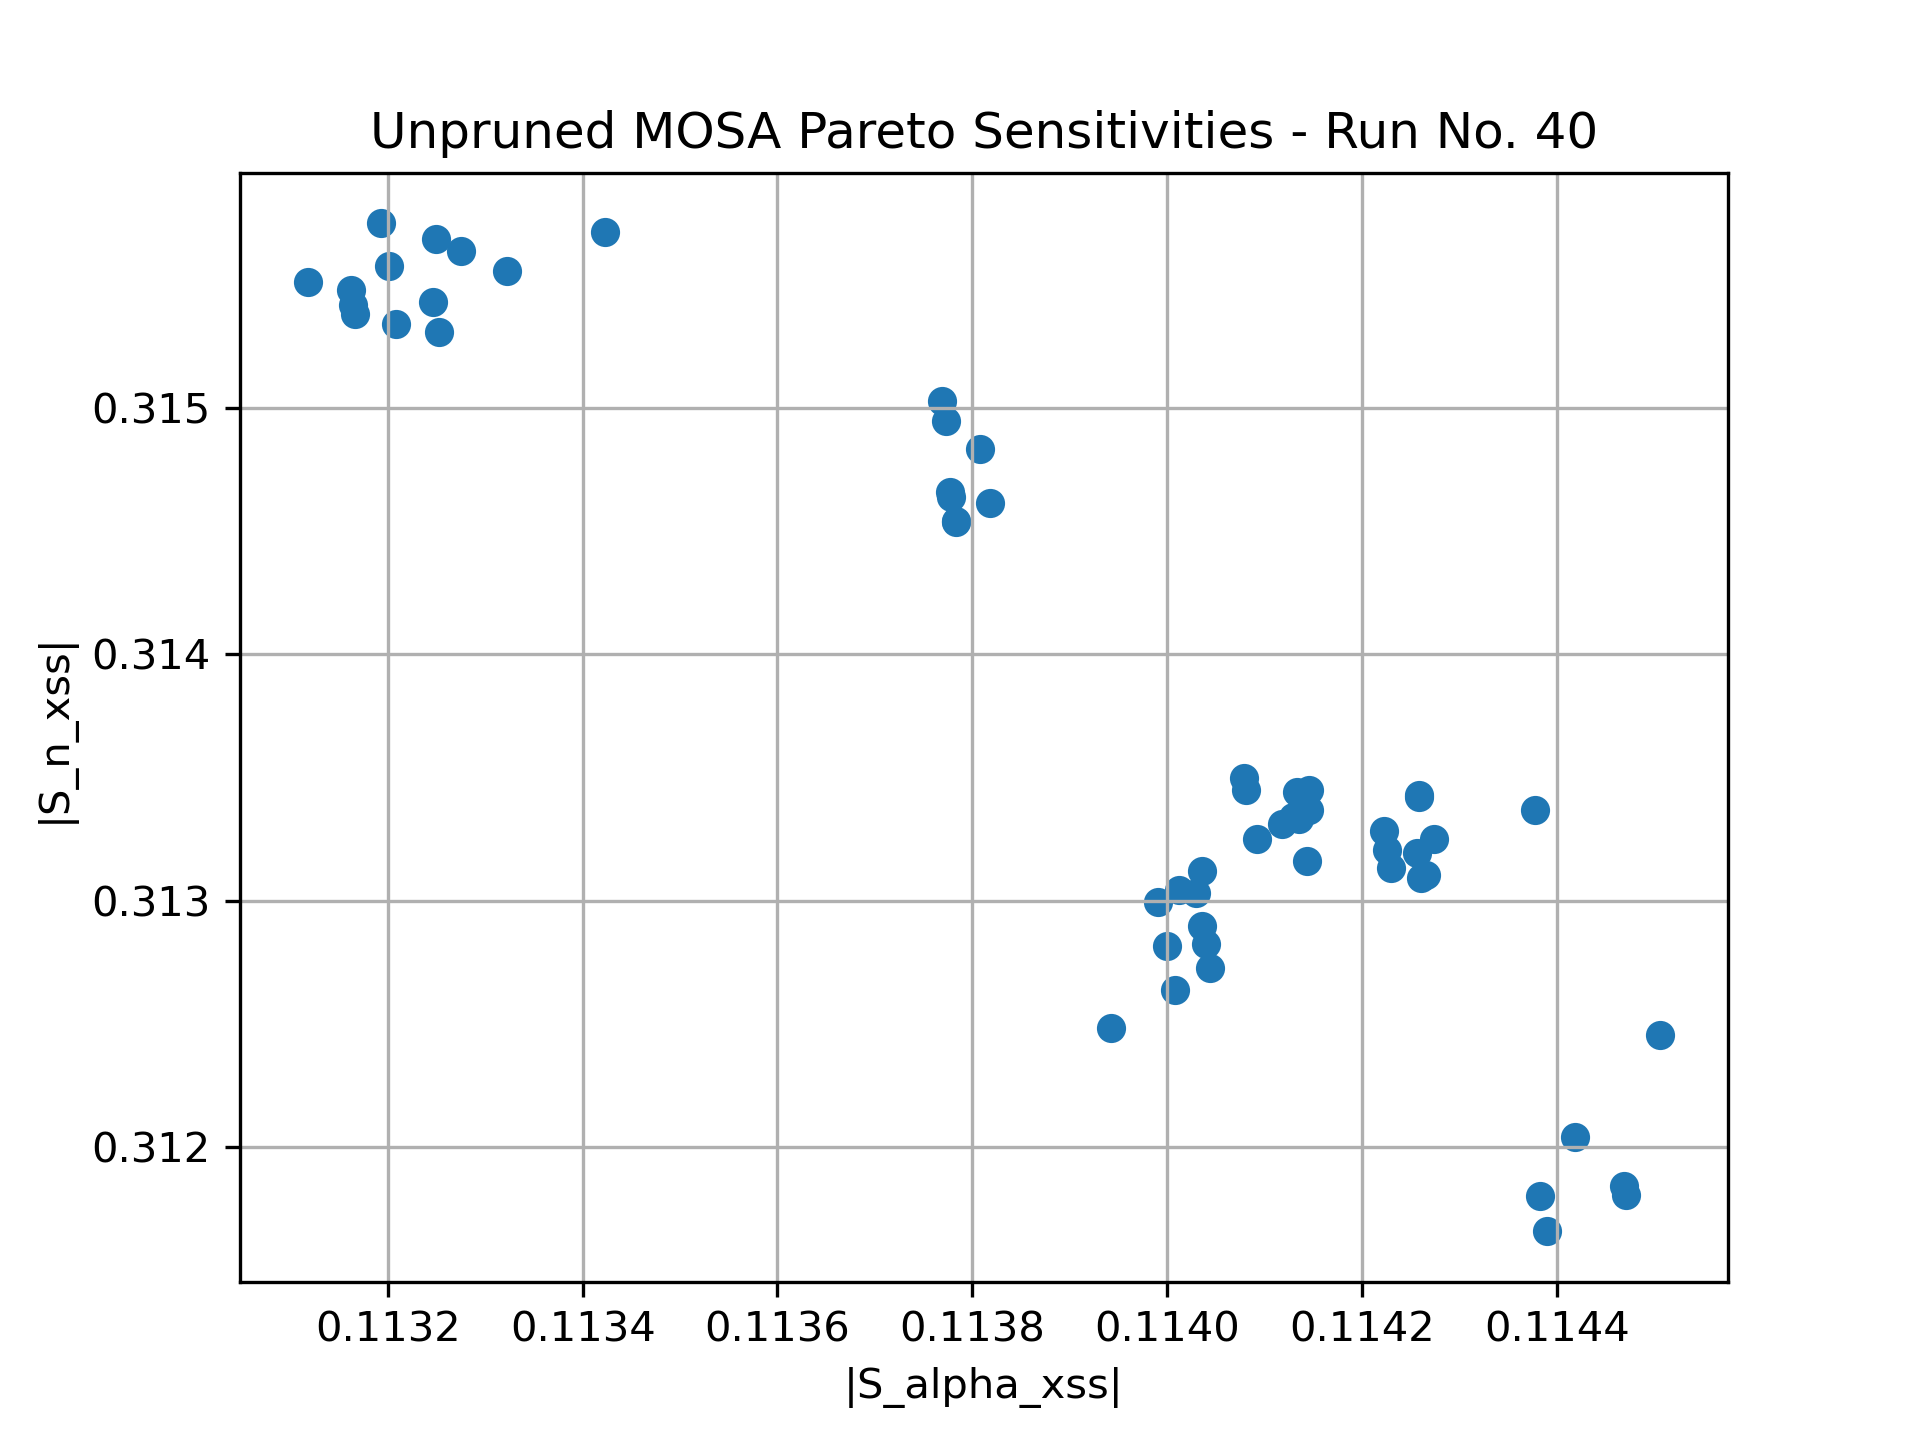 Unpruned MOSA Pareto Sensitivities - Run No. 40
0.315
0.314
0.313
0.312
|S_n_xss|
0.1132 0.1134 0.1136 0.1138 0.1140 0.1142 0.1144
|S_alpha_xss|